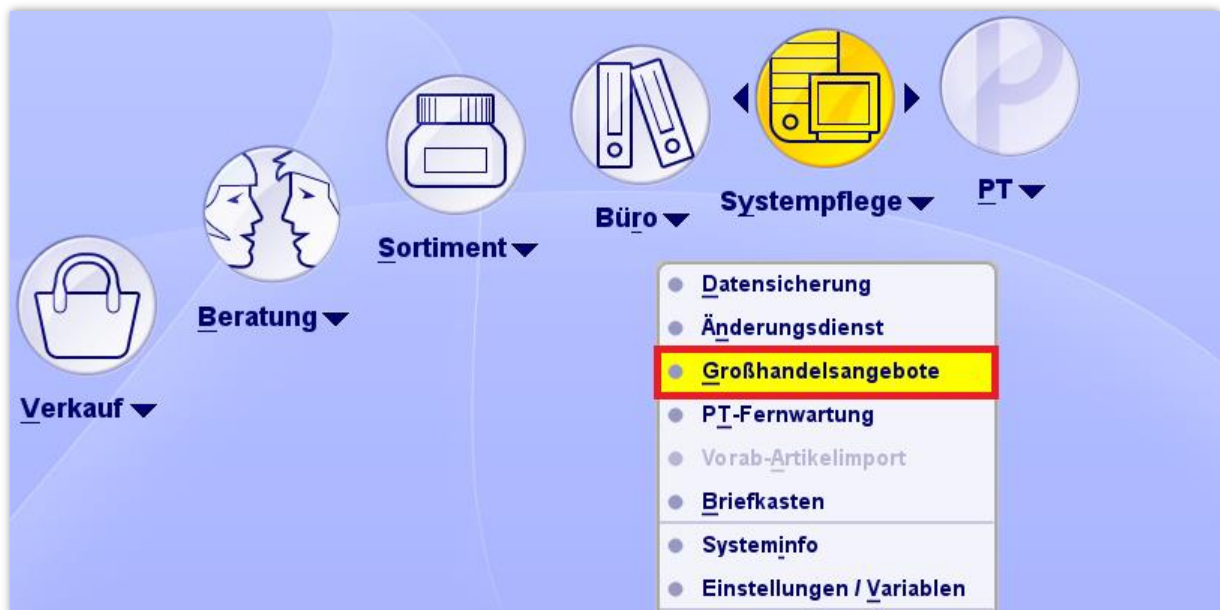 Verkauf
Beratung
Sortiment
Büro
Systempflege
PT
Datensicherung
Änderungsdienst
Großhandelsangebote
PT-Fernwartung
Vorab-Artikelimport
Briefkasten
Systeminfo
Einstellungen / Variablen